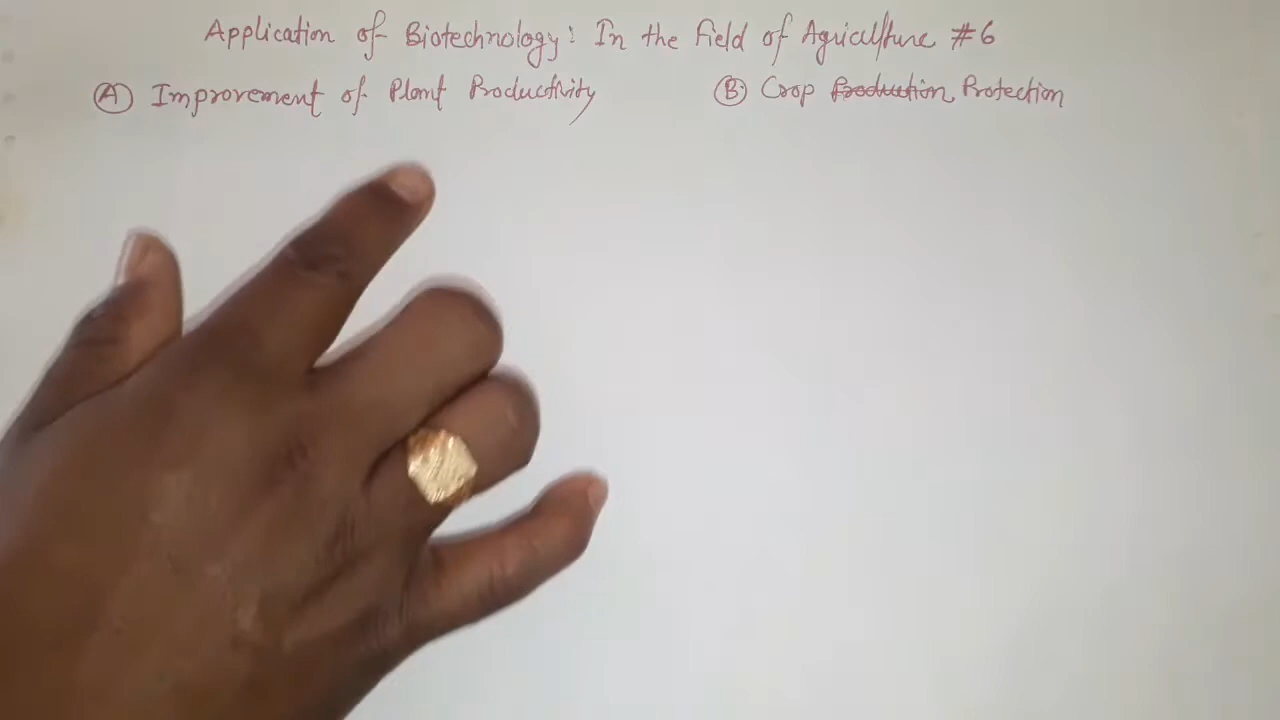 Application of Biotechnology: In the field of Agriculture #6
(A) Improvement of Plant Productivity
(B) Crop Production Protection